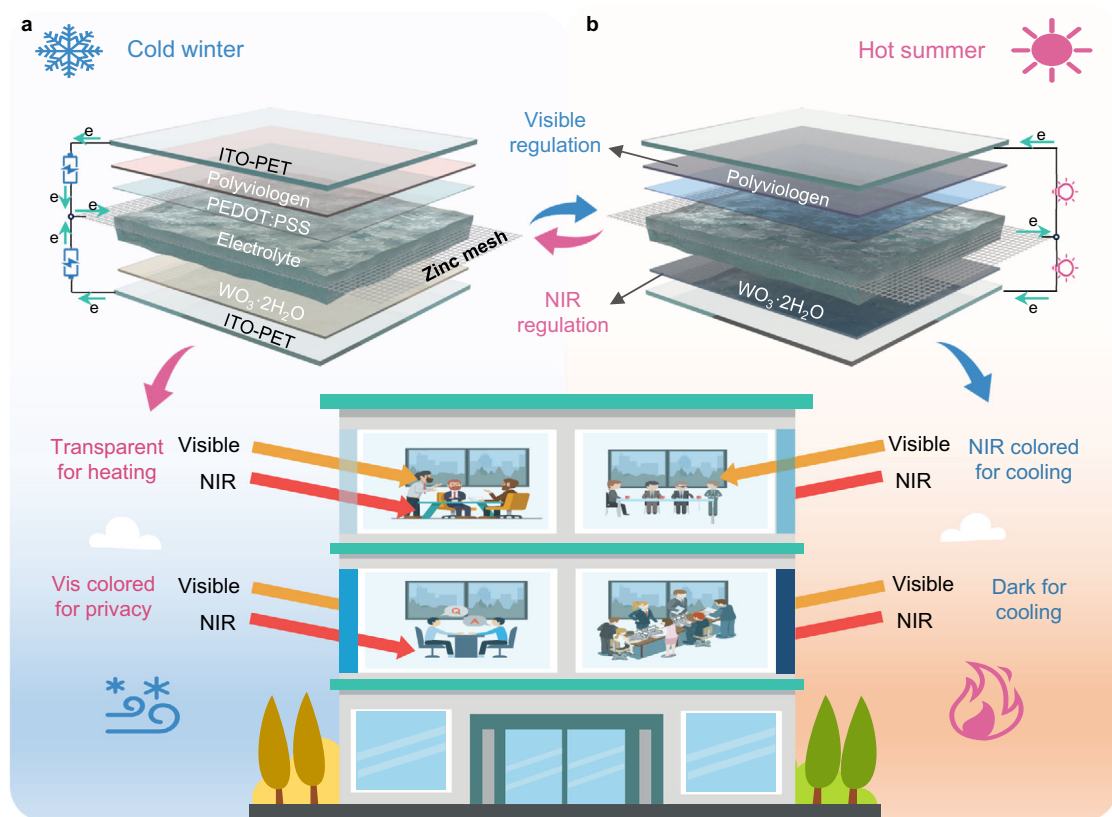 a
Cold winter
b
Hot summer
e
e
e
e
e
ITO-PET
Polyviologen
PEDOT:PSS
Electrolyte
Zinc mesh
WO₃·2H₂O
ITO-PET
Visible
regulation
NIR
regulation
e
Polyviologen
e
WO₃·2H₂O
e
Transparent
for heating
Visible
NIR
Visible
NIR
NIR colored
for cooling
Vis colored
for privacy
Visible
NIR
Q
A
Visible
NIR
Dark for
cooling